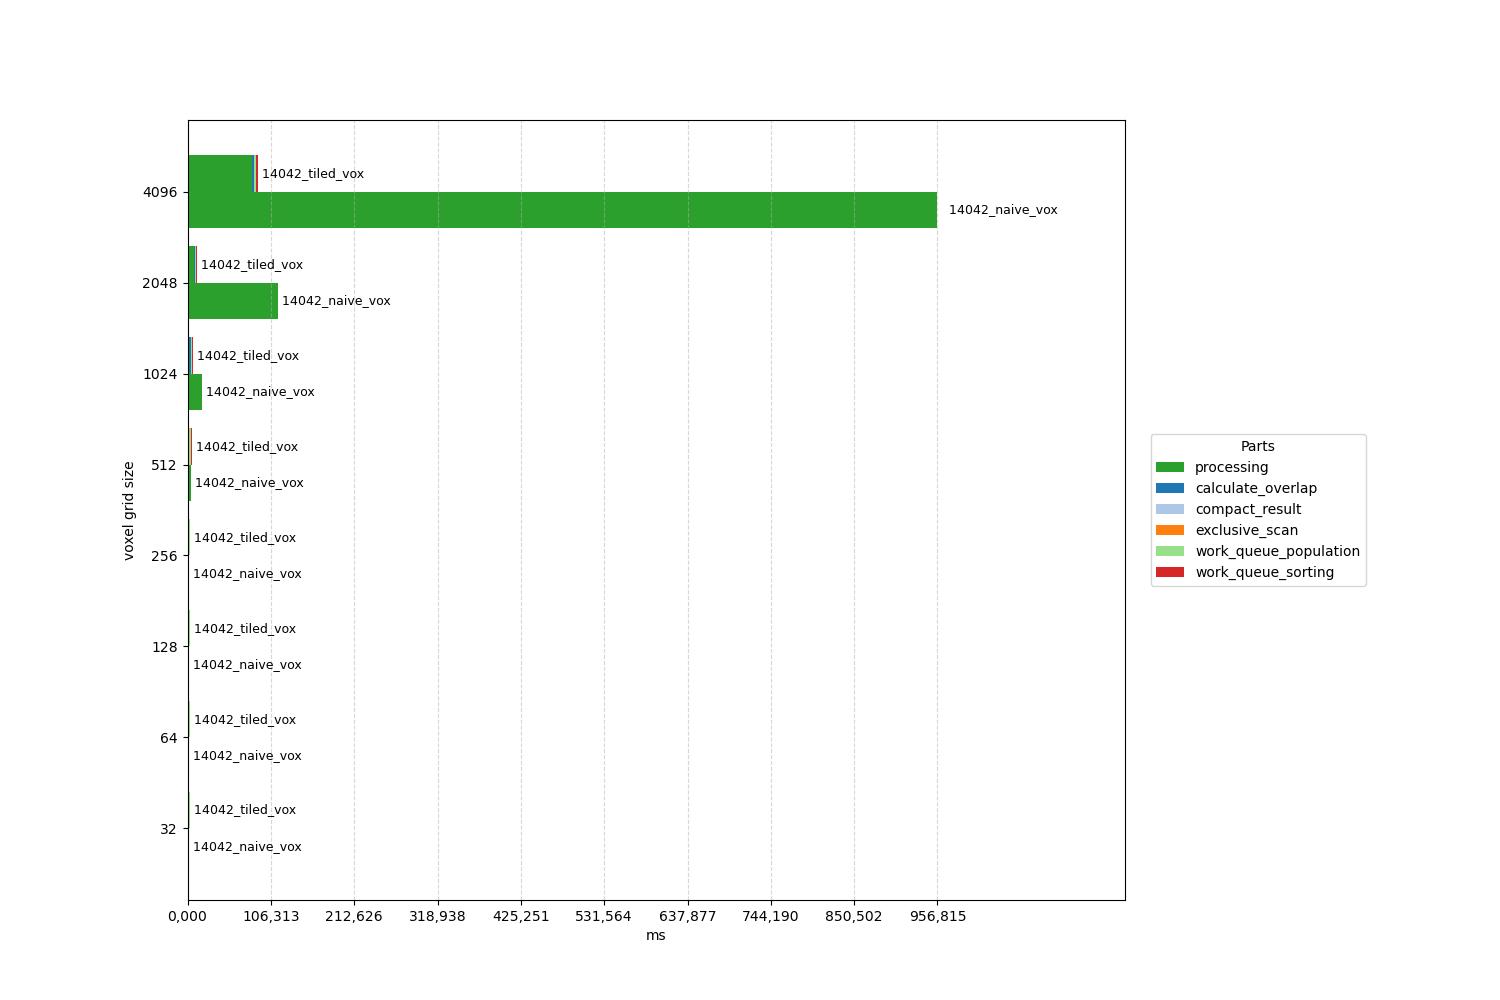 4096
14042_tiled_vox
14042_naive_vox
2048
14042_tiled_vox
14042_naive_vox
1024
14042_tiled_vox
14042_naive_vox
512
14042_tiled_vox
14042_naive_vox
256
14042_tiled_vox
14042_naive_vox
128
14042_tiled_vox
14042_naive_vox
64
14042_tiled_vox
14042_naive_vox
32
14042_tiled_vox
14042_naive_vox
voxel grid size
0,000 106,313 212,626 318,938 425,251 531,564 637,877 744,190 850,502 956,815
ms
Parts
processing
calculate_overlap
compact_result
exclusive_scan
work_queue_population
work_queue_sorting